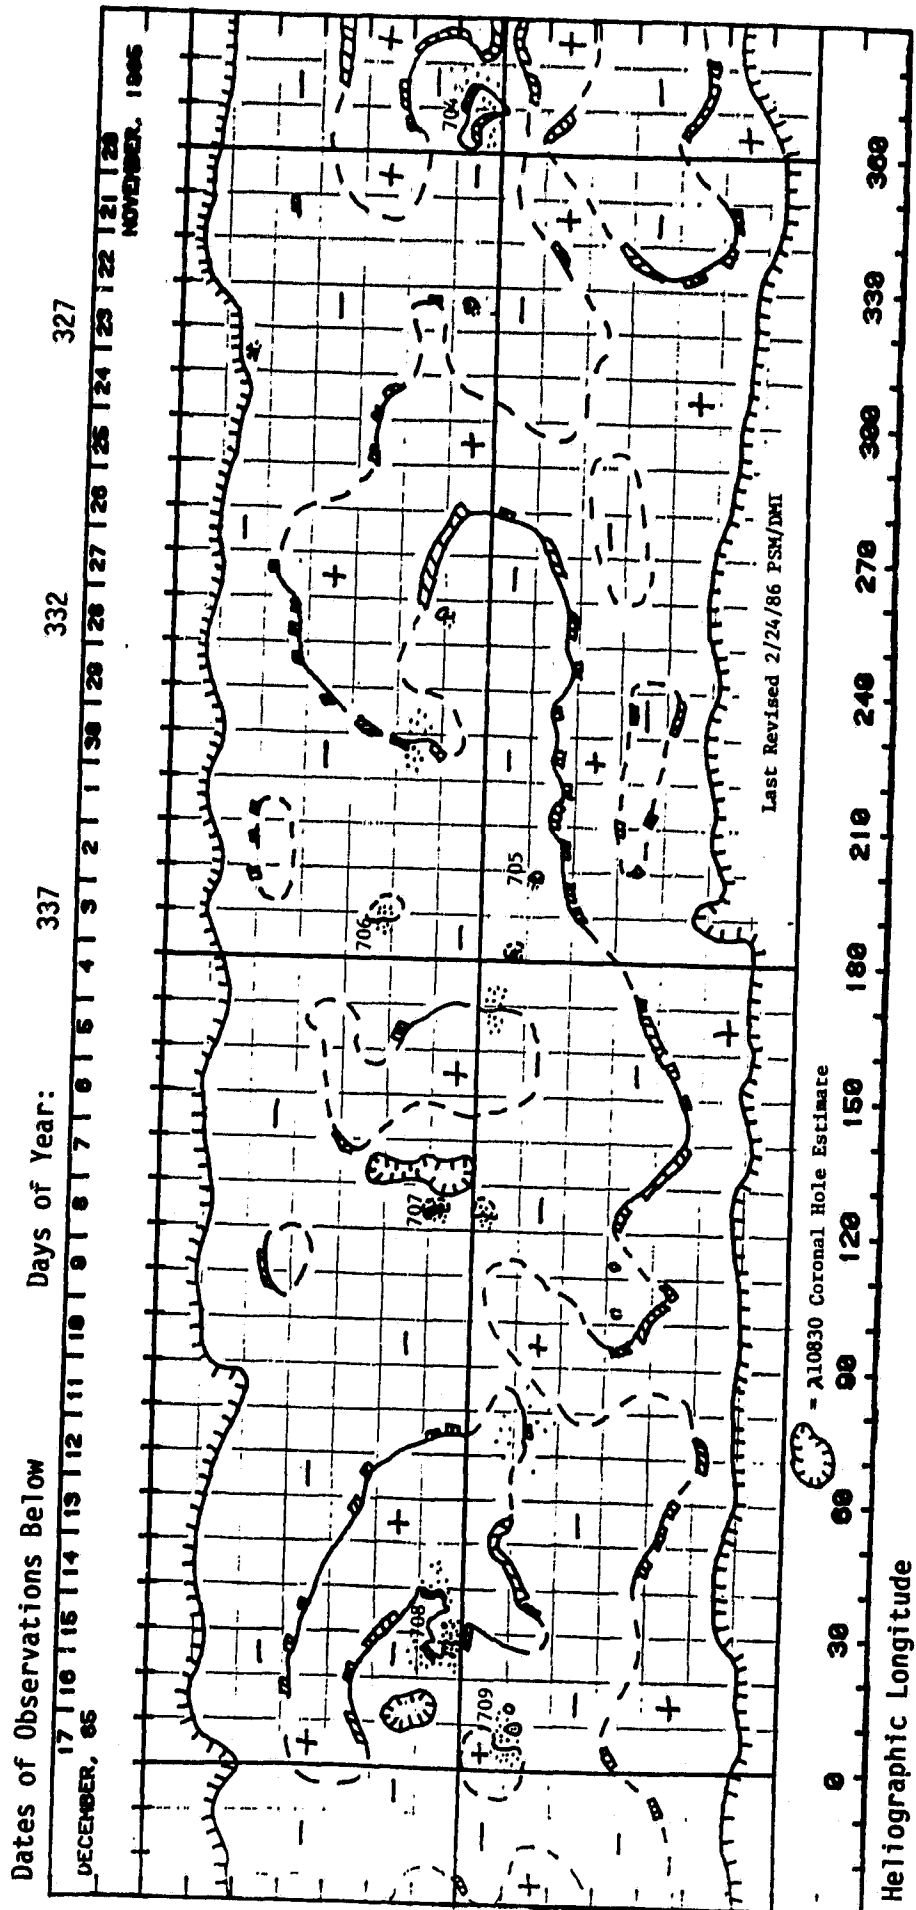 Dates of Observations Below
Days of Year:
337
332
327
17 | 16 | 15 | 14 | 13 | 12 | 11 | 10 | 9 | 8 | 7 | 6 | 5 | 4 | 3 | 2 | 1 | 30 | 29 | 28 | 27 | 26 | 25 | 24 | 23 | 22 | 21 | 20
DECEMBER, 85
NOVEMBER, 1985
704
705
706
707
708
709
Last Revised 2/24/86 PSM/DMT
= λ10830 Coronal Hole Estimate
0 30 60 90 120 150 180 210 240 270 300 330 360
Heliographic Longitude